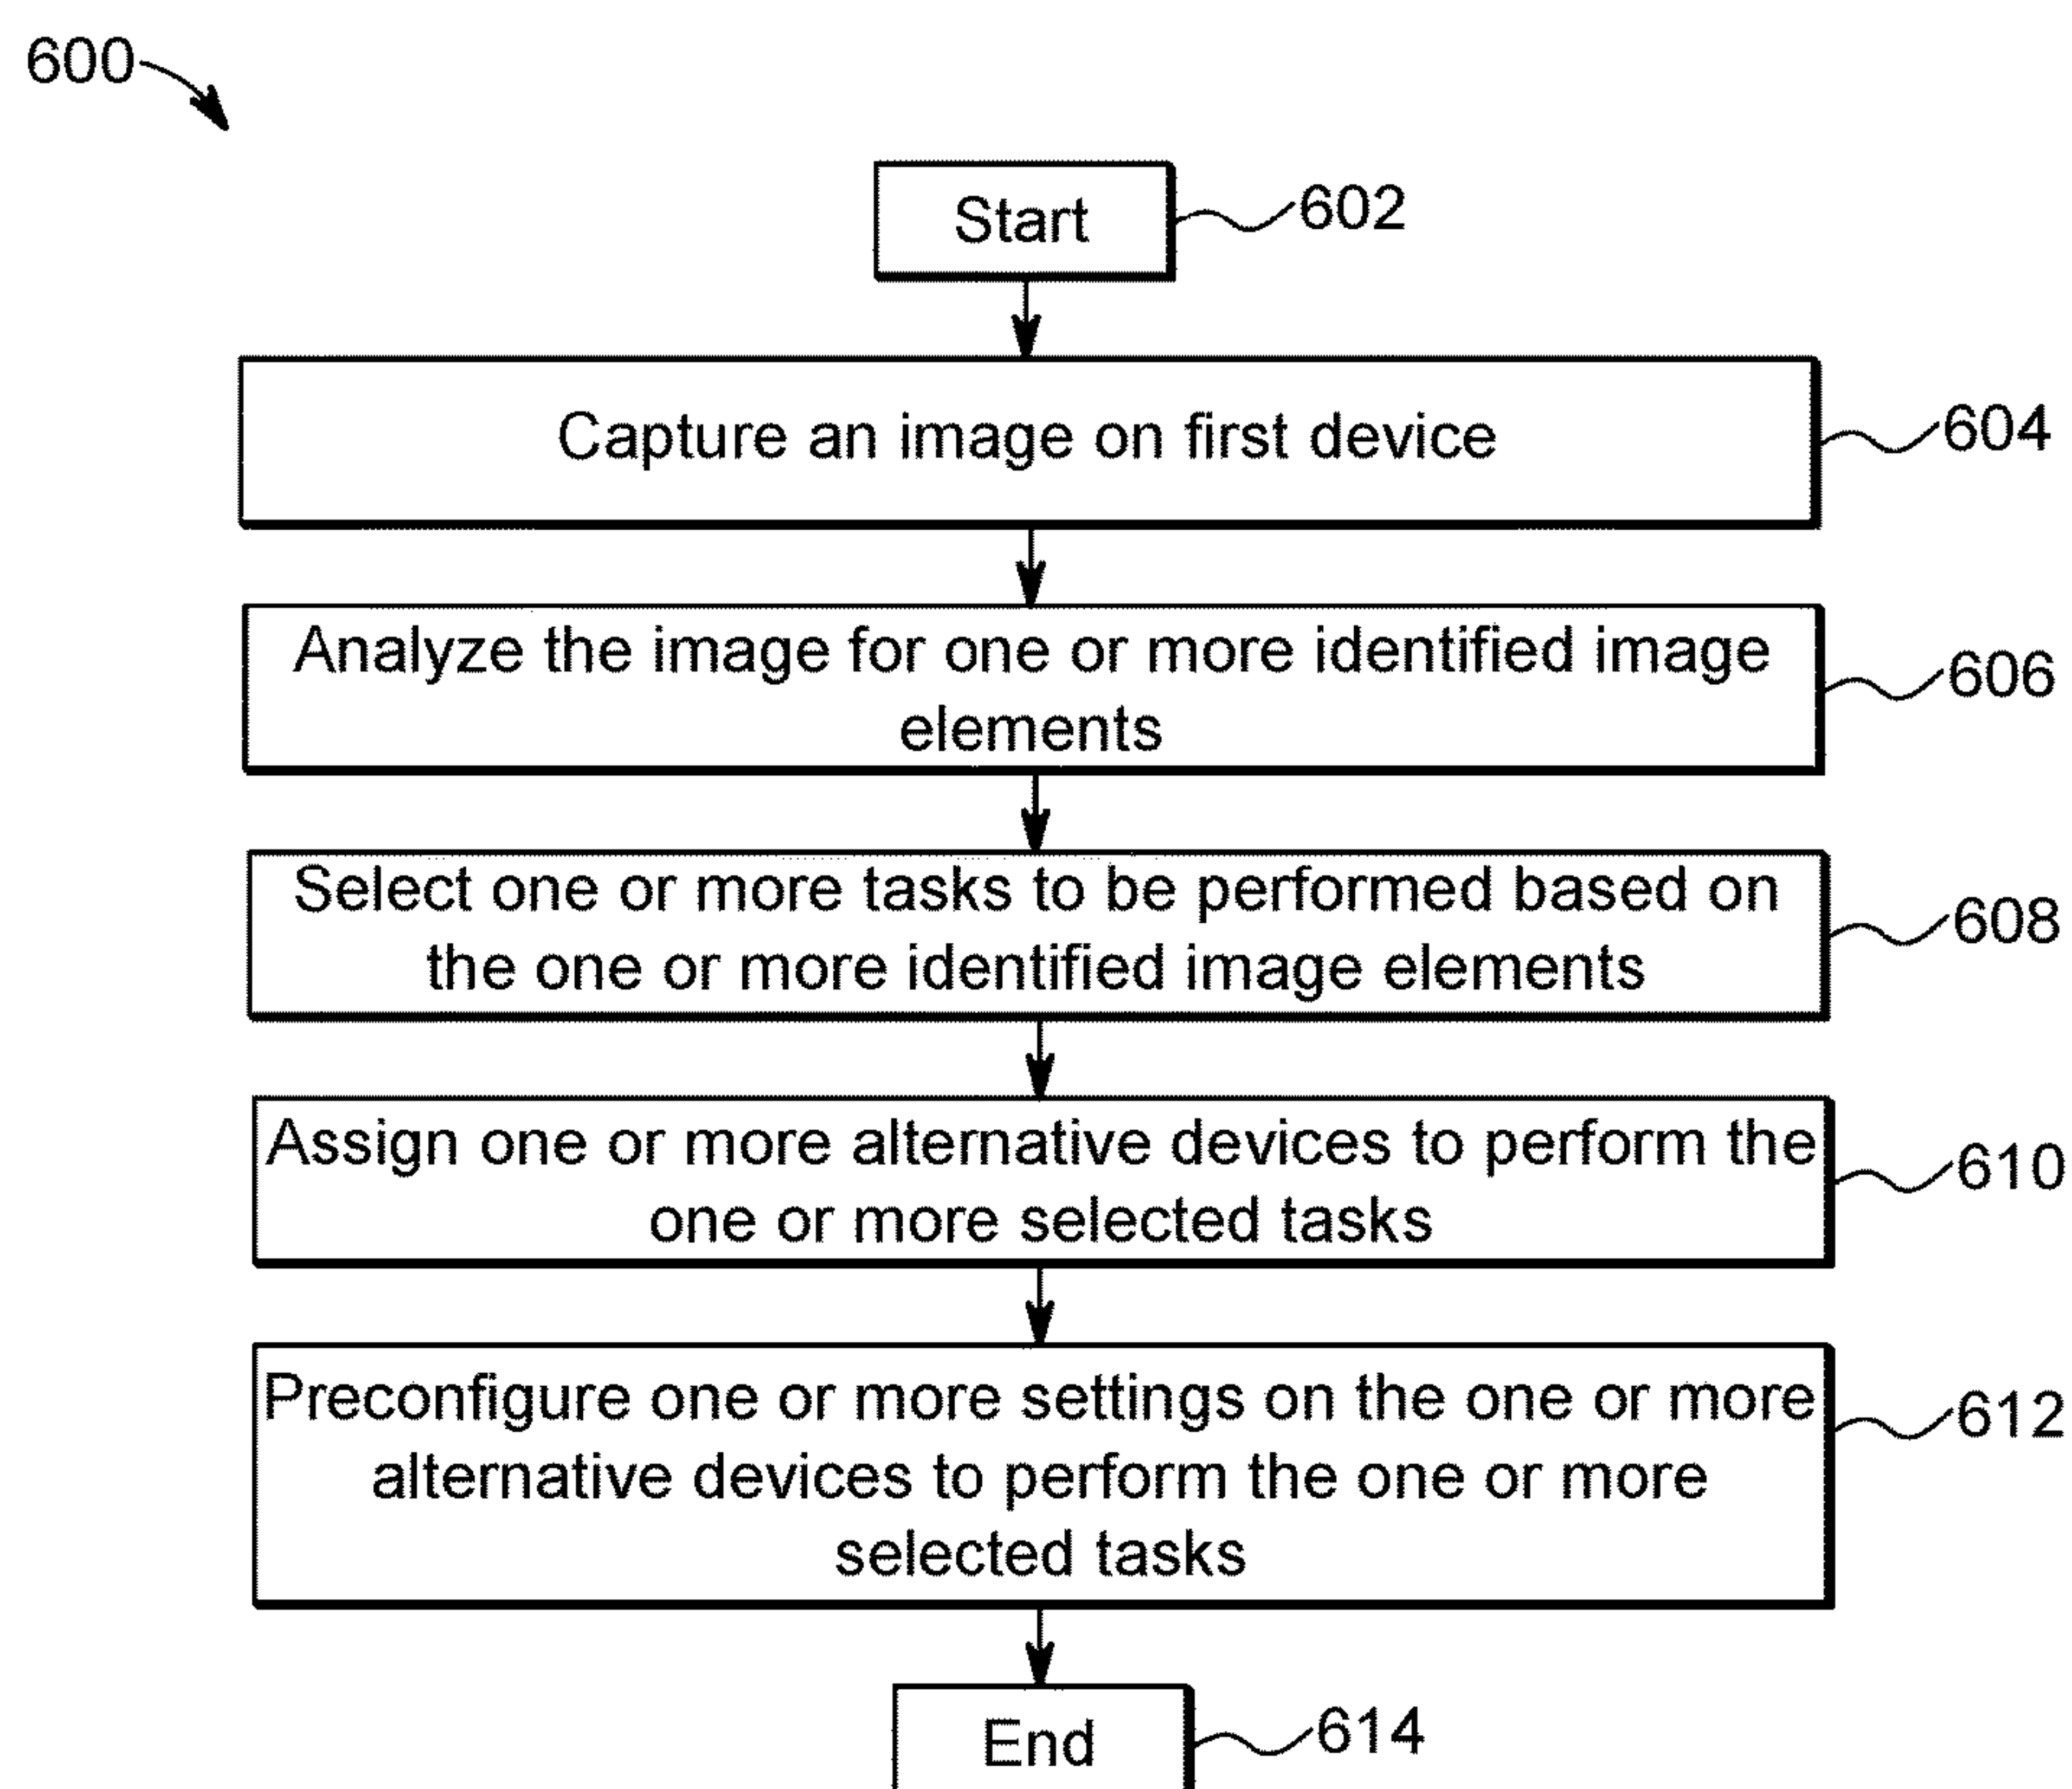 600
Start
602
Capture an image on first device
604
Analyze the image for one or more identified image
elements
606
Select one or more tasks to be performed based on
the one or more identified image elements
608
Assign one or more alternative devices to perform the
one or more selected tasks
610
Preconfigure one or more settings on the one or more
alternative devices to perform the one or more
selected tasks
612
End
614